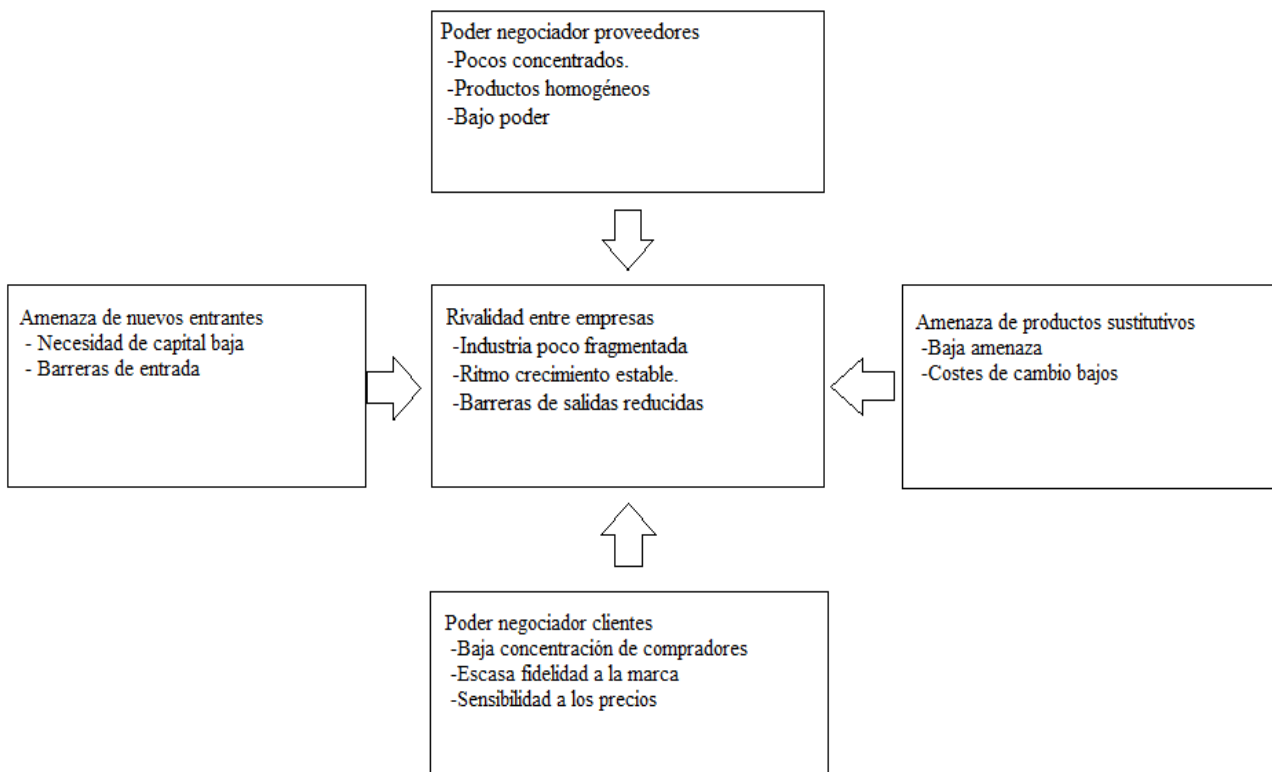 Poder negociador proveedores
-Pocos concentrados.
-Productos homogéneos
-Bajo poder
Amenaza de nuevos entrantes
- Necesidad de capital baja
- Barreras de entrada
Rivalidad entre empresas
-Industria poco fragmentada
-Ritmo crecimiento estable.
-Barreras de salidas reducidas
Amenaza de productos sustitutivos
-Baja amenaza
-Costes de cambio bajos
Poder negociador clientes
-Baja concentración de compradores
-Escasa fidelidad a la marca
-Sensibilidad a los precios